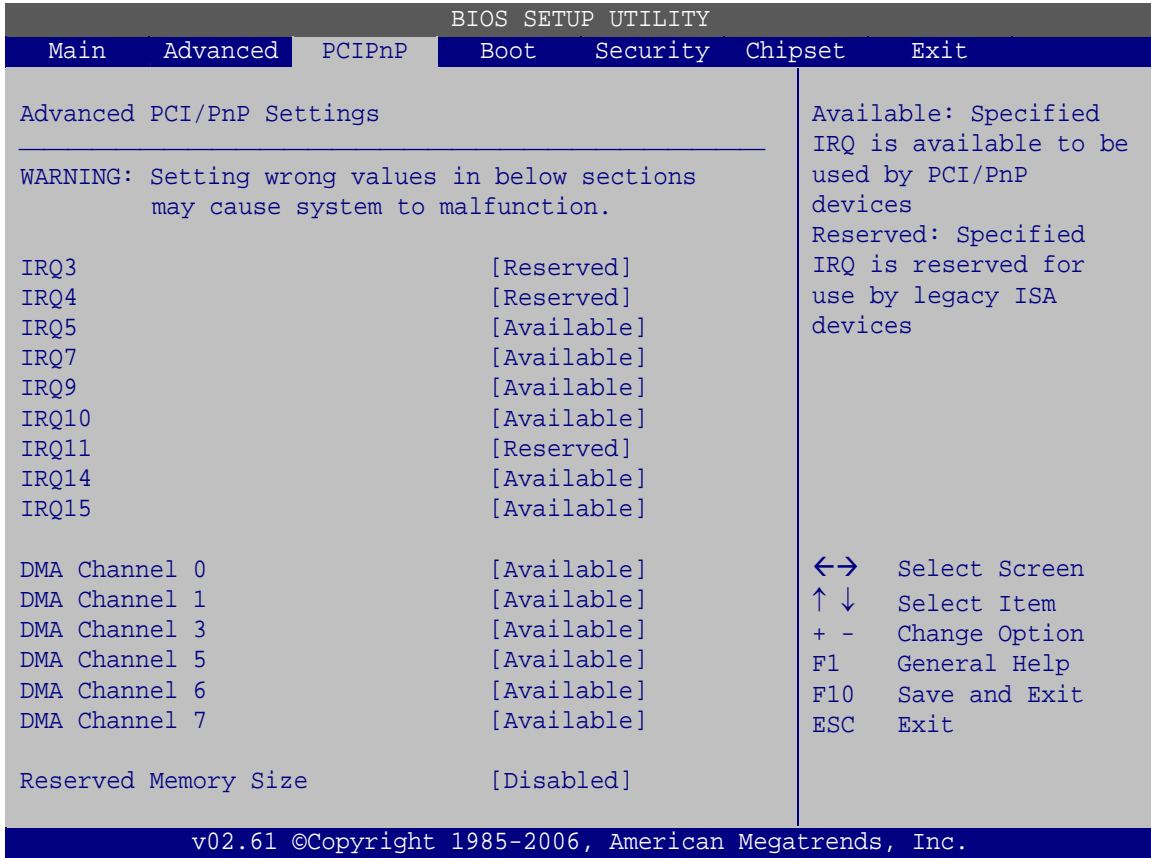 BIOS SETUP UTILITY
Main Advanced PCIPnP Boot Security Chipset Exit
Advanced PCI/PnP Settings
WARNING: Setting wrong values in below sections
may cause system to malfunction.
IRQ3 [Reserved]
IRQ4 [Reserved]
IRQ5 [Available]
IRQ7 [Available]
IRQ9 [Available]
IRQ10 [Available]
IRQ11 [Reserved]
IRQ14 [Available]
IRQ15 [Available]
DMA Channel 0 [Available]
DMA Channel 1 [Available]
DMA Channel 3 [Available]
DMA Channel 5 [Available]
DMA Channel 6 [Available]
DMA Channel 7 [Available]
Reserved Memory Size [Disabled]
Available: Specified
IRQ is available to be
used by PCI/PnP
devices
Reserved: Specified
IRQ is reserved for
use by legacy ISA
devices
←→ Select Screen
↑ ↓ Select Item
+ - Change Option
F1 General Help
F10 Save and Exit
ESC Exit
v02.61 ©Copyright 1985-2006, American Megatrends, Inc.